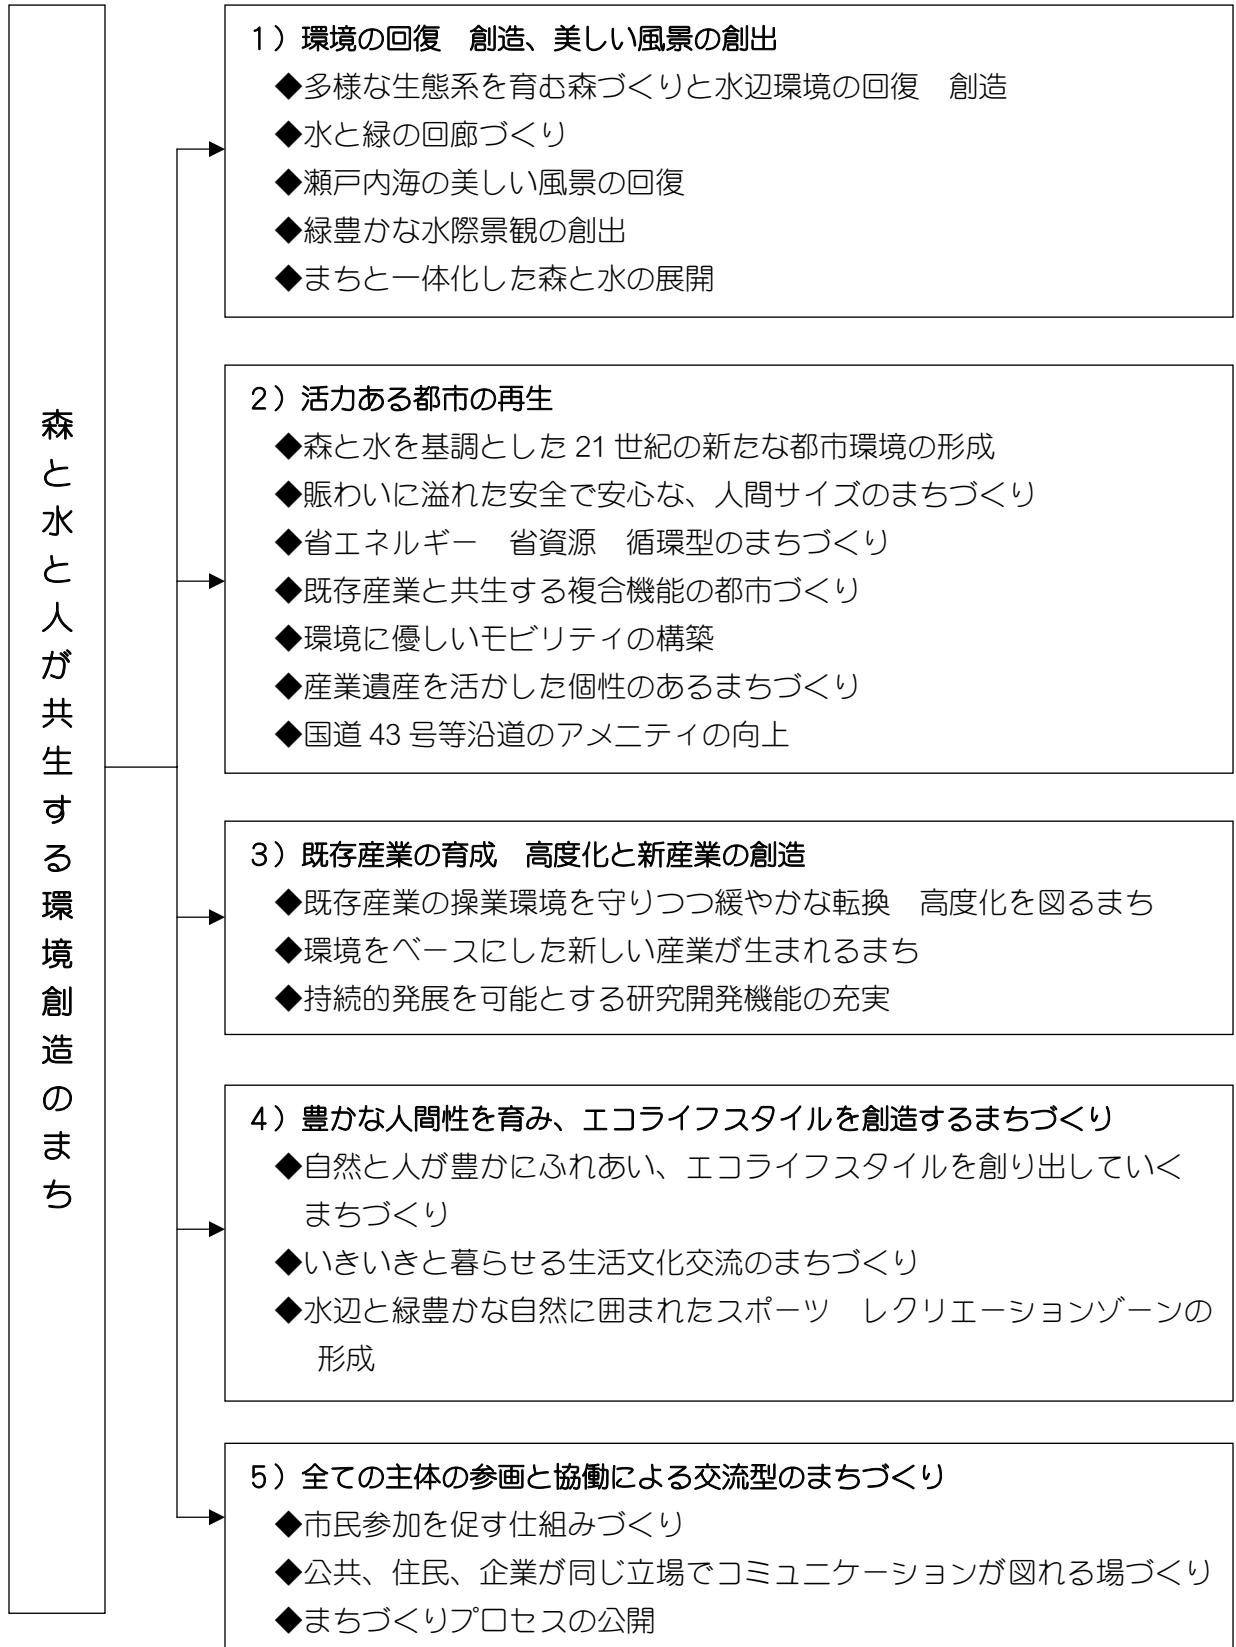 森と水と人が共生する環境創造のまち
1）環境の回復　創造、美しい風景の創出
◆多様な生態系を育む森づくりと水辺環境の回復　創造
◆水と緑の回廊づくり
◆瀬戸内海の美しい風景の回復
◆緑豊かな水際景観の創出
◆まちと一体化した森と水の展開
2）活力ある都市の再生
◆森と水を基調とした 21 世紀の新たな都市環境の形成
◆賑わいに溢れた安全で安心な、人間サイズのまちづくり
◆省エネルギー　省資源　循環型のまちづくり
◆既存産業と共生する複合機能の都市づくり
◆環境に優しいモビリティの構築
◆産業遺産を活かした個性のあるまちづくり
◆国道 43 号等沿道のアメニティの向上
3）既存産業の育成　高度化と新産業の創造
◆既存産業の操業環境を守りつつ緩やかな転換　高度化を図るまち
◆環境をベースにした新しい産業が生まれるまち
◆持続的発展を可能とする研究開発機能の充実
4）豊かな人間性を育み、エコライフスタイルを創造するまちづくり
◆自然と人が豊かにふれあい、エコライフスタイルを創り出していく
まちづくり
◆いきいきと暮らせる生活文化交流のまちづくり
◆水辺と緑豊かな自然に囲まれたスポーツ　レクリエーションゾーンの
形成
5）全ての主体の参画と協働による交流型のまちづくり
◆市民参加を促す仕組みづくり
◆公共、住民、企業が同じ立場でコミュニケーションが図れる場づくり
◆まちづくりプロセスの公開